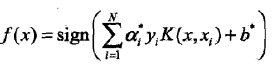 f(x)=sign(∑_{i=1}^{N} α_i^* y_i K(x,x_i)+b^*)